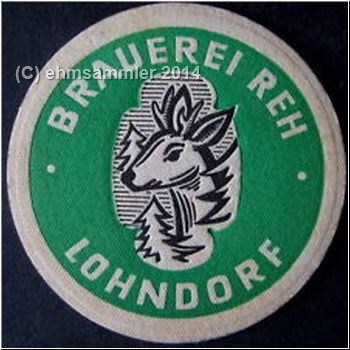 (C) ehmsammler 2014
· BRAUEREI REH ·
LOHNDORF